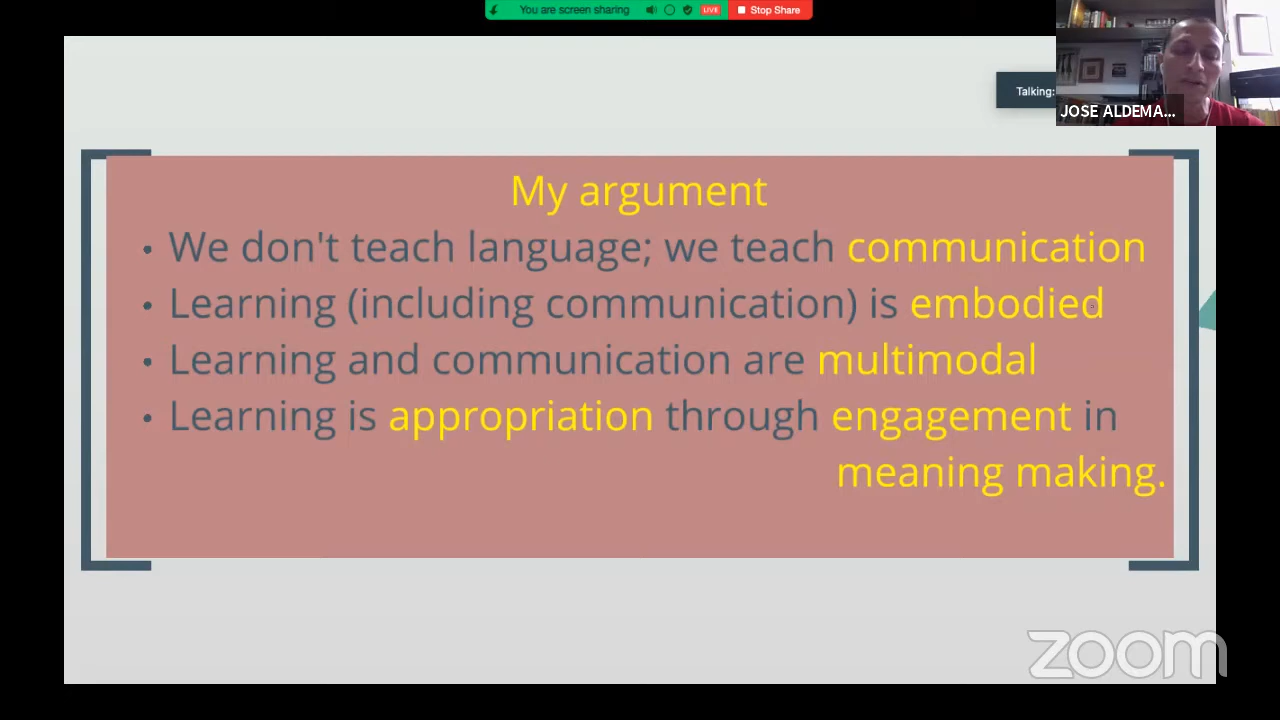 You are screen sharing
LIVE
Stop Share
Talking:
JOSE ALDEMA...
My argument
• We don't teach language; we teach communication
• Learning (including communication) is embodied
• Learning and communication are multimodal
• Learning is appropriation through engagement in
meaning making.
zoom